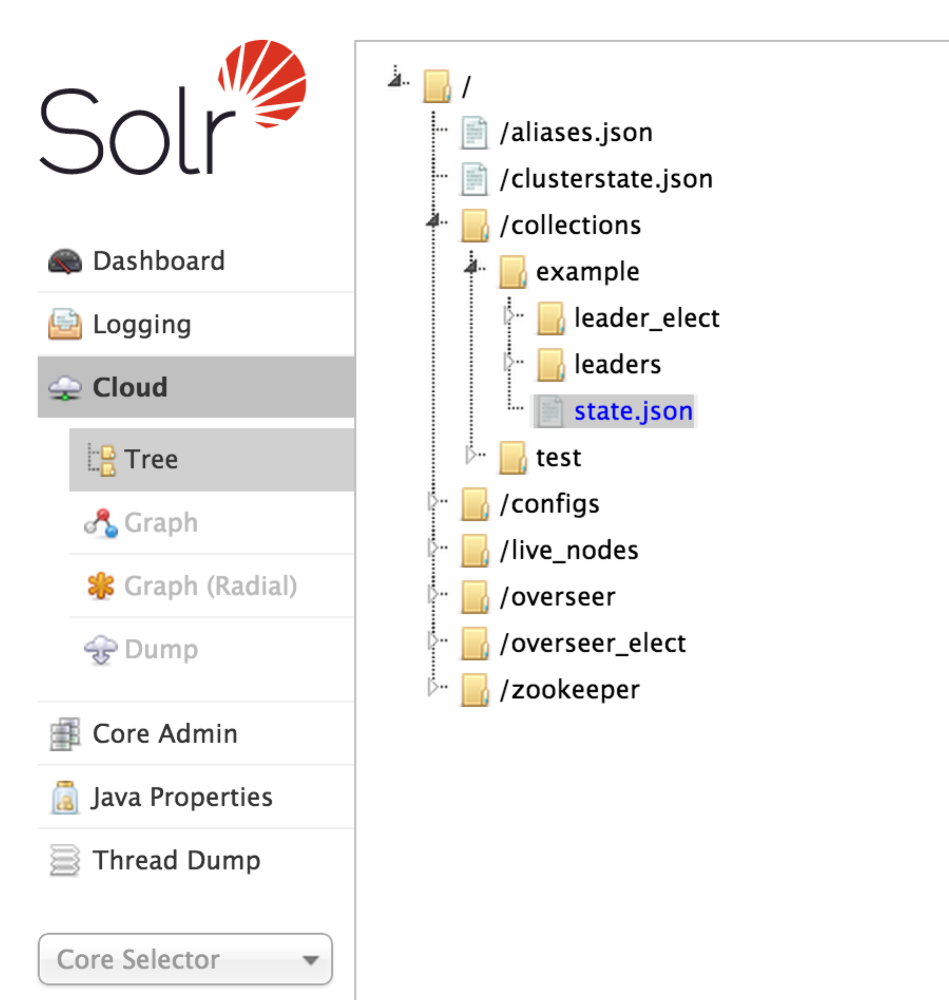 Solr
Dashboard
Logging
Cloud
Tree
Graph
Graph (Radial)
Dump
Core Admin
Java Properties
Thread Dump
Core Selector
/
/aliases.json
/clusterstate.json
/collections
example
leader_elect
leaders
state.json
test
/configs
/live_nodes
/overseer
/overseer_elect
/zookeeper